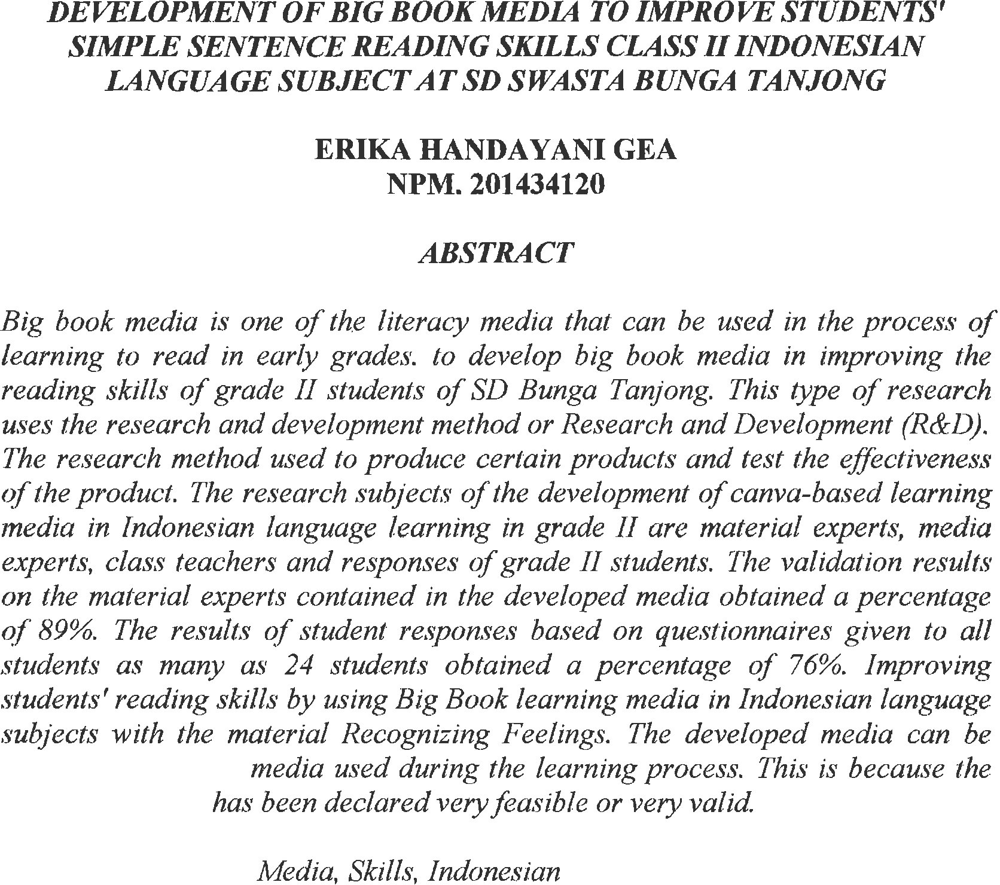 DEVELOPMENT OF BIG BOOK MEDIA TO IMPROVE STUDENTS'
SIMPLE SENTENCE READING SKILLS CLASS II INDONESIAN
LANGUAGE SUBJECT AT SD SWASTA BUNGA TANJONG
ERIKA HANDAYANI GEA
NPM. 201434120
ABSTRACT
Big book media is one of the literacy media that can be used in the process of
learning to read in early grades. to develop big book media in improving the
reading skills of grade II students of SD Bunga Tanjong. This type of research
uses the research and development method or Research and Development (R&D).
The research method used to produce certain products and test the effectiveness
of the product. The research subjects of the development of canva-based learning
media in Indonesian language learning in grade II are material experts, media
experts, class teachers and responses of grade II students. The validation results
on the material experts contained in the developed media obtained a percentage
of 89%. The results of student responses based on questionnaires given to all
students as many as 24 students obtained a percentage of 76%. Improving
students' reading skills by using Big Book learning media in Indonesian language
subjects with the material Recognizing Feelings. The developed media can be
media used during the learning process. This is because the
has been declared very feasible or very valid.
Media, Skills, Indonesian